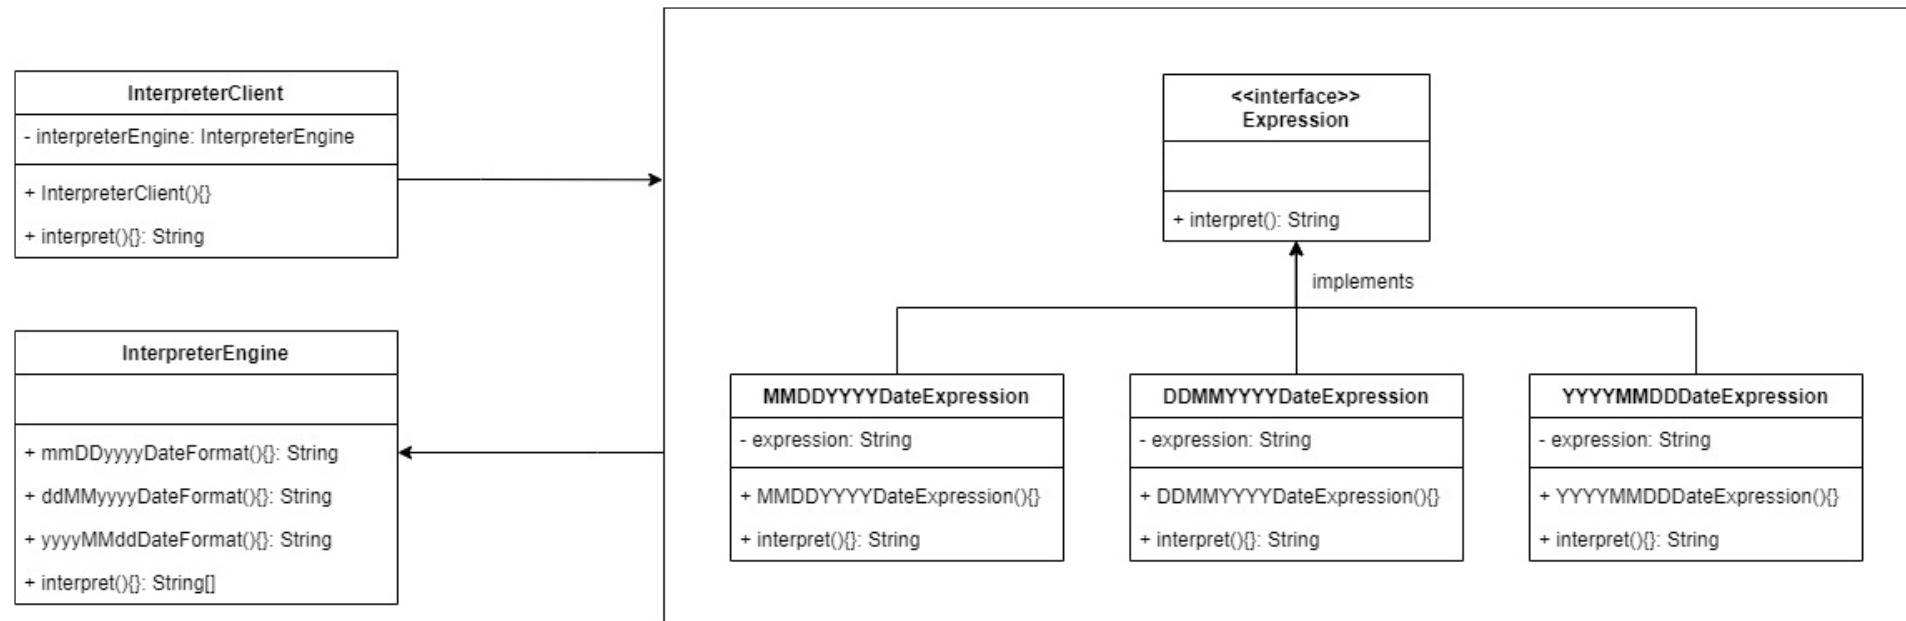 InterpreterClient
- interpreterEngine: InterpreterEngine
+ InterpreterClient(){}
+ interpret(){}: String
InterpreterEngine
+ mmDDyyyyDateFormat(){}: String
+ ddMMyyyyDateFormat(){}: String
+ yyyyMMddDateFormat(){}: String
+ interpret(){}: String[]
<<interface>>
Expression
+ interpret(): String
implements
MMDDYYYYDateExpression
- expression: String
+ MMDDYYYYDateExpression(){}
+ interpret(){}: String
DDMMYYYYDateExpression
- expression: String
+ DDMMYYYYDateExpression(){}
+ interpret(){}: String
YYYYMMDDDateExpression
- expression: String
+ YYYYMMDDDateExpression(){}
+ interpret(){}: String